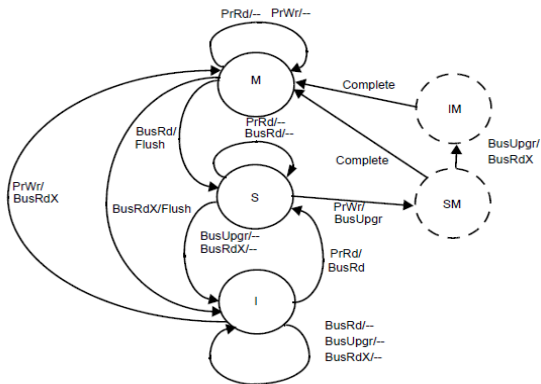 PrRd/-- PrWr/--
M
Complete
IM
BusRd/
Flush
PrRd/--
BusRd/--
BusUpgr/
BusRdX
Complete
PrWr/
BusRdX
BusRdX/Flush
S
PrWr/
BusUpgr
SM
BusUpgr/--
BusRdX/--
PrRd/
BusRd
I
BusRd/--
BusUpgr/--
BusRdX/--